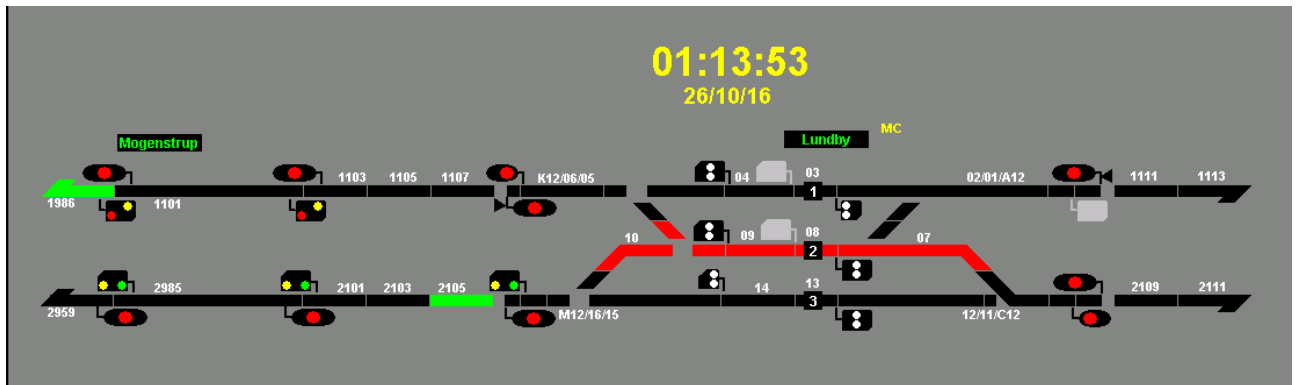 01:13:53
26/10/16
Mogenstrup
Lundby
MC
1103 1105 1107 K12/06/05 04 03 02/01/A12 1111 1113
1
1986 1101
10 09 08 07
2
2985 2101 2103 2105 14 13 2109 2111
3
2959 M12/16/15 12/11/C12